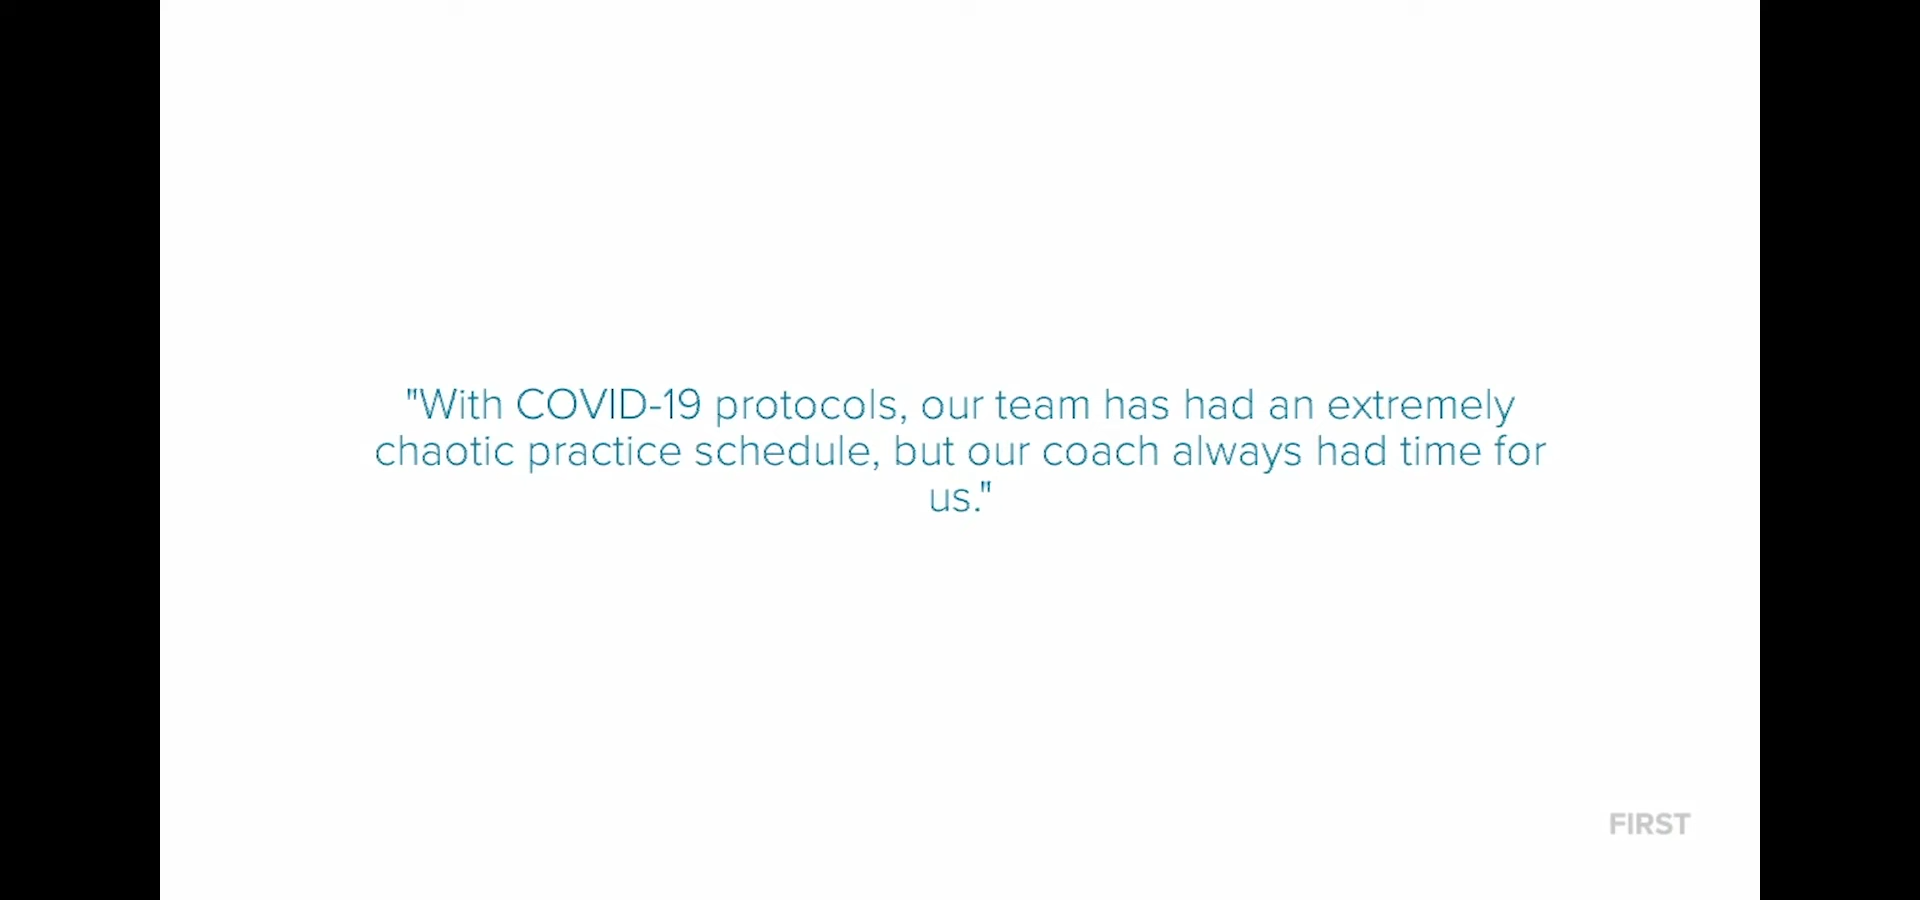 "With COVID-19 protocols, our team has had an extremely
chaotic practice schedule, but our coach always had time for
us."
FIRST